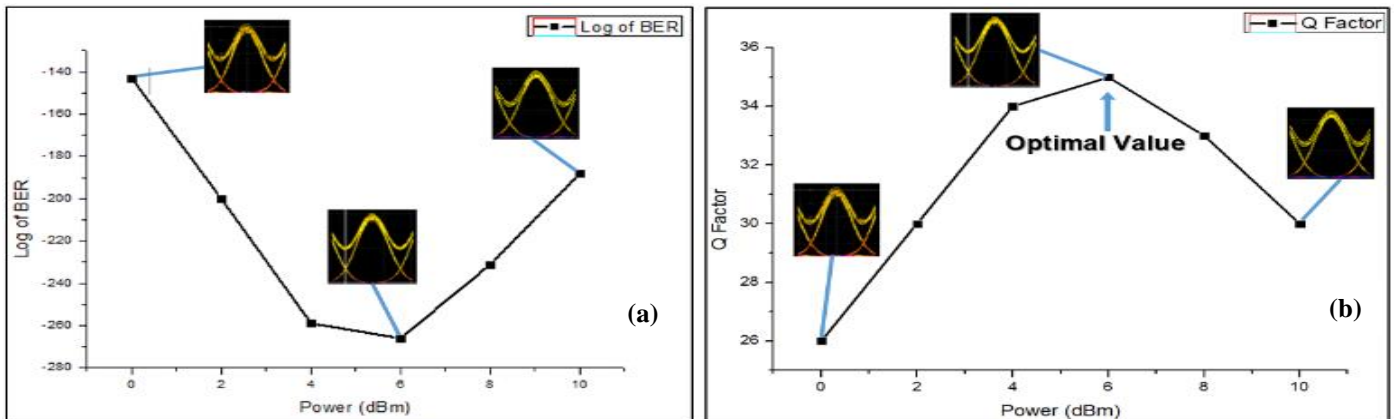 Log of BER
-140
-160
-180
-200
-220
-240
-260
-280
Log of BER
0 2 4 6 8 10
Power (dBm)
(a)
Q Factor
36
34
32
30
28
26
Q Factor
Optimal Value
0 2 4 6 8 10
Power (dBm)
(b)